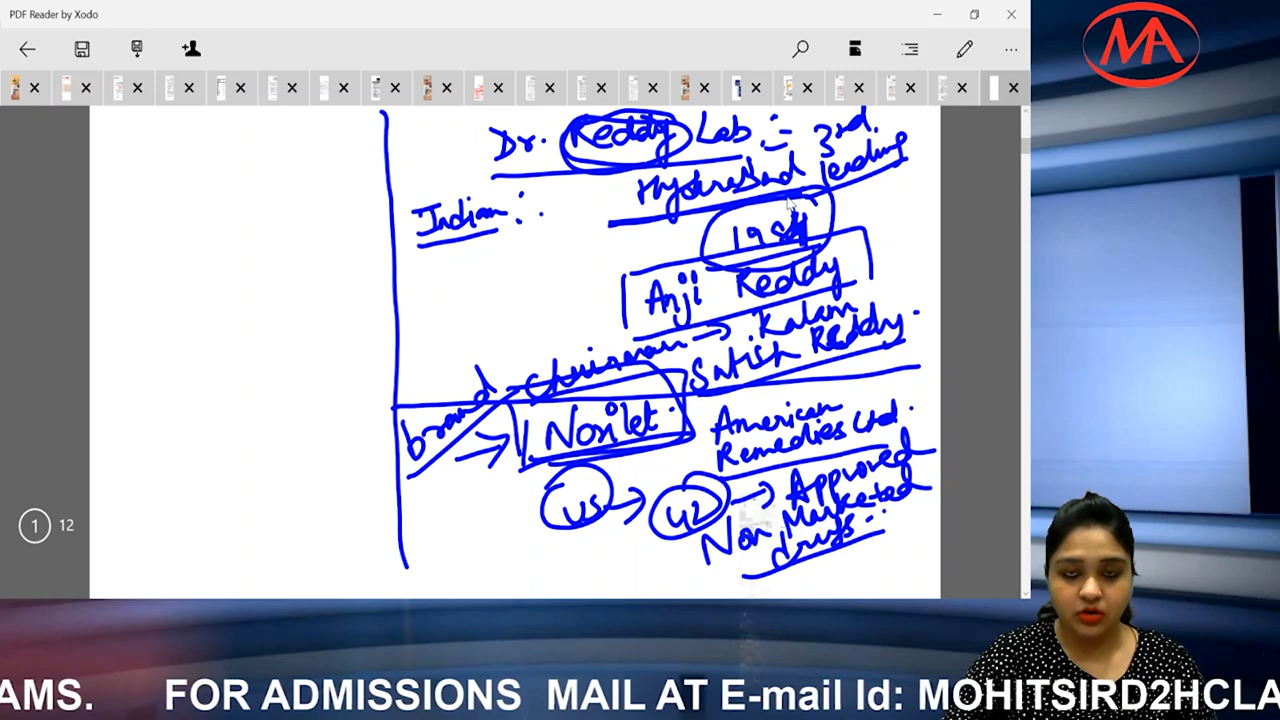 PDF Reader by Xodo
MA
Dr. Reddy Lab :- 3rd leading
Hyderabad
Indian :.
1984
Anji Reddy
Kalam
chairman → Satish Reddy.
brand → Norilet.
American
Remedies Ltd.
US → 42 → Approved
Non Marketed
drugs
1 12
AMS. FOR ADMISSIONS MAIL AT E-mail Id: MOHITSIRD2HCLA